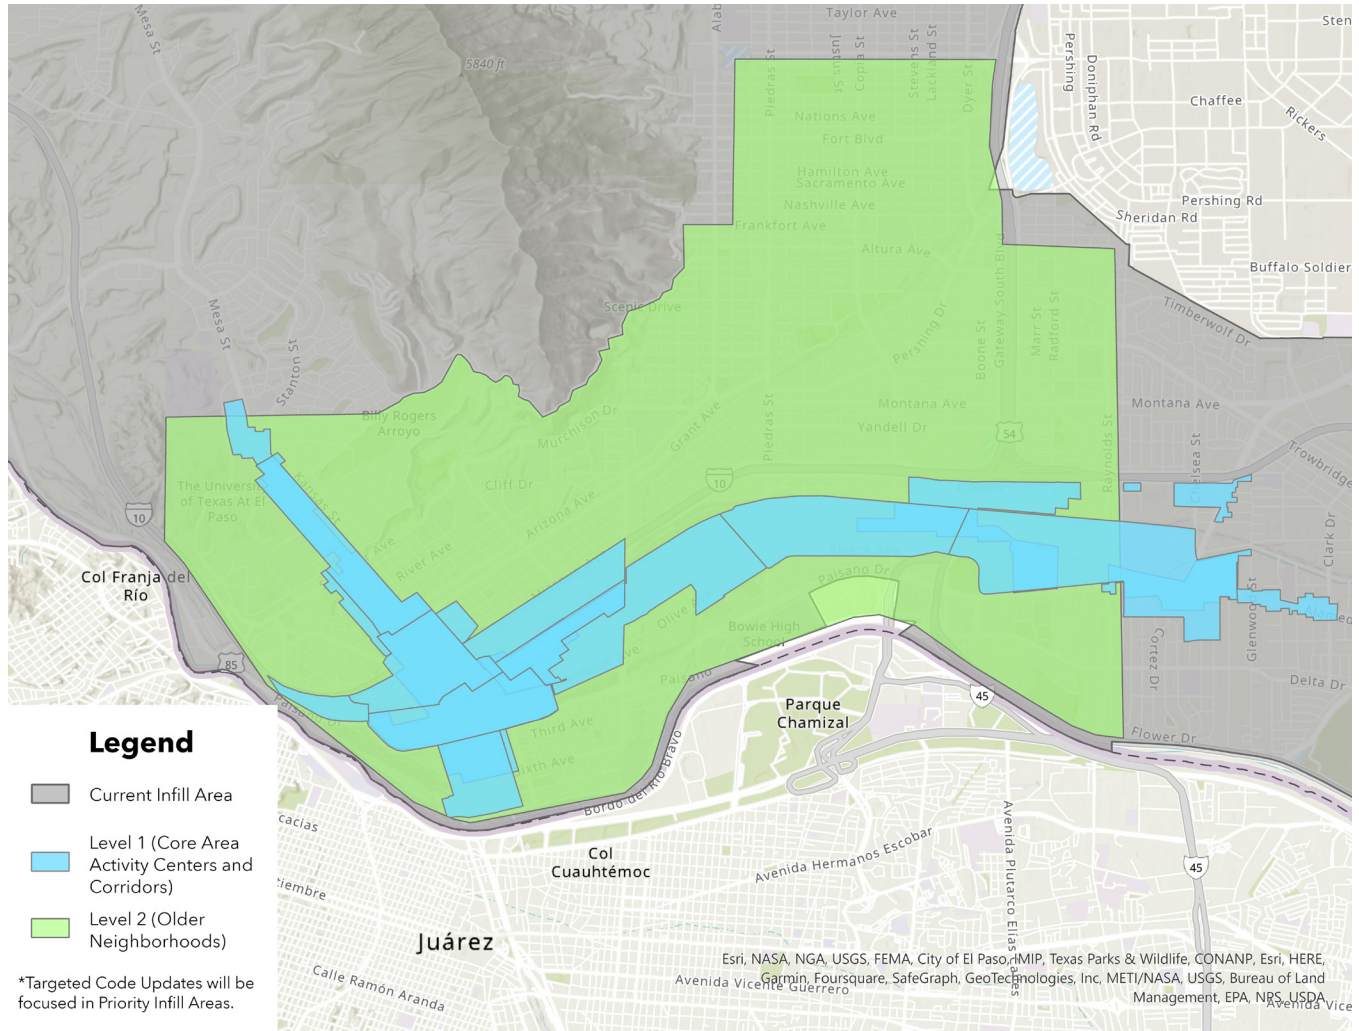 Taylor Ave
Mesa St
5840 ft
Piedras St
Justus St
Copia St
Stevens St
Lackland St
Dyer St
Pershing
Doniphan Rd
Chaffee
Rickers
Nations Ave
Fort Blvd
Hamilton Ave
Sacramento Ave
Nashville Ave
Frankfort Ave
Pershing Rd
Sheridan Rd
Altura Ave
Gateway South Blvd
Buffalo Soldier
Scenic Drive
Mesa St
Stanton St
Pershing Dr
Boone St
Marr St
Radford St
Timberwolf Dr
Billy Rogers
Arroyo
Murchison Dr
Grant Ave
Piedras St
Montana Ave
Yandell Dr
54
Raynolds St
Montana Ave
Chelsea St
Trowbridge
The University
of Texas At El
Paso
Kansas St
Cliff Dr
Arizona Ave
10
10
River Ave
Clark Dr
Col Franja del
Río
Paisano Dr
Olive
Bowie High
School
Glenwood St
Cortez Dr
85
Paisano Dr
Paisano
Parque
Chamizal
45
Delta Dr
Third Ave
Sixth Ave
Flower Dr
Bordo del Río Bravo
Legend
Current Infill Area
Level 1 (Core Area
Activity Centers and
Corridors)
Level 2 (Older
Neighborhoods)
*Targeted Code Updates will be
focused in Priority Infill Areas.
Col
Cuauhtémoc
Avenida Hermanos Escobar
Avenida Plutarco Elías
45
Juárez
Calle Ramón Aranda
Avenida Vicente Guerrero
Esri, NASA, NGA, USGS, FEMA, City of El Paso, IMIP, Texas Parks & Wildlife, CONANP, Esri, HERE,
Garmin, Foursquare, SafeGraph, GeoTechnologies, Inc, METI/NASA, USGS, Bureau of Land
Management, EPA, NPS, USDA